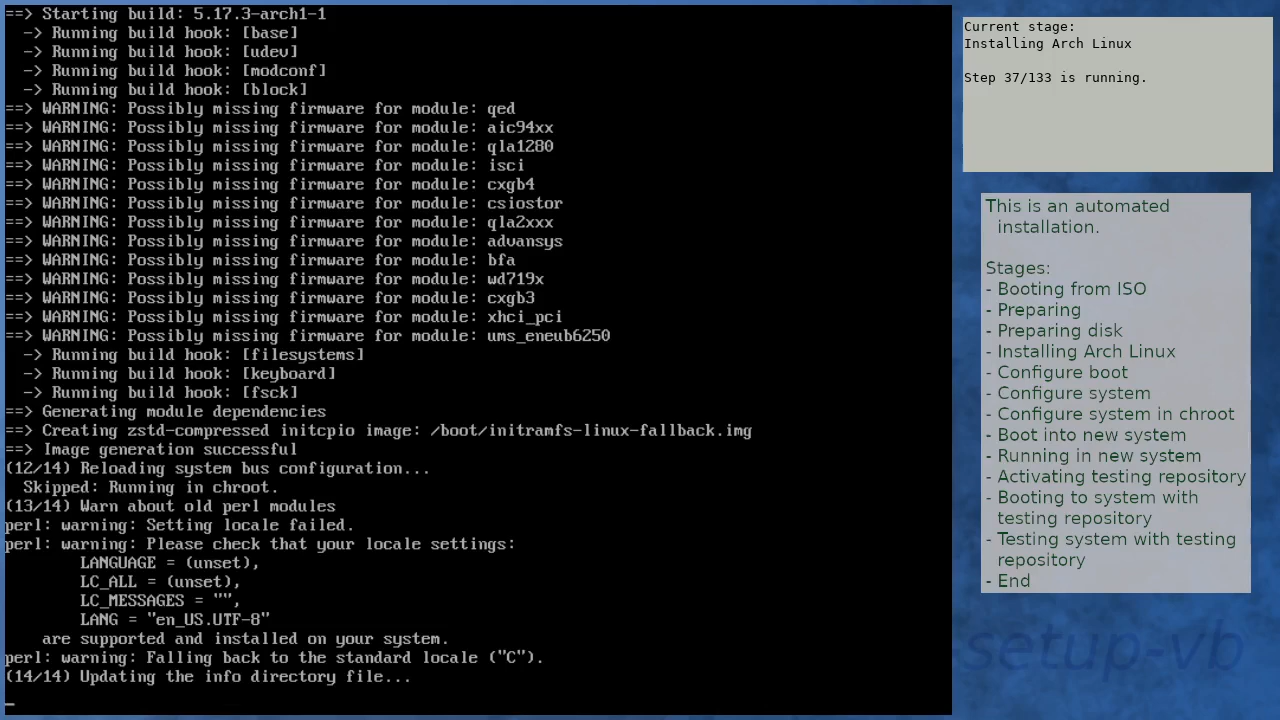 ==> Starting build: 5.17.3-arch1-1
  -> Running build hook: [base]
  -> Running build hook: [udev]
  -> Running build hook: [modconf]
  -> Running build hook: [block]
==> WARNING: Possibly missing firmware for module: qed
==> WARNING: Possibly missing firmware for module: aic94xx
==> WARNING: Possibly missing firmware for module: qla1280
==> WARNING: Possibly missing firmware for module: isci
==> WARNING: Possibly missing firmware for module: cxgb4
==> WARNING: Possibly missing firmware for module: csiostor
==> WARNING: Possibly missing firmware for module: qla2xxx
==> WARNING: Possibly missing firmware for module: advansys
==> WARNING: Possibly missing firmware for module: bfa
==> WARNING: Possibly missing firmware for module: wd719x
==> WARNING: Possibly missing firmware for module: cxgb3
==> WARNING: Possibly missing firmware for module: xhci_pci
==> WARNING: Possibly missing firmware for module: ums_eneub6250
  -> Running build hook: [filesystems]
  -> Running build hook: [keyboard]
  -> Running build hook: [fsck]
==> Generating module dependencies
==> Creating zstd-compressed initcpio image: /boot/initramfs-linux-fallback.img
==> Image generation successful
(12/14) Reloading system bus configuration...
  Skipped: Running in chroot.
(13/14) Warn about old perl modules
perl: warning: Setting locale failed.
perl: warning: Please check that your locale settings:
        LANGUAGE = (unset),
        LC_ALL = (unset),
        LC_MESSAGES = "",
        LANG = "en_US.UTF-8"
    are supported and installed on your system.
perl: warning: Falling back to the standard locale ("C").
(14/14) Updating the info directory file...
_
Current stage:
Installing Arch Linux
Step 37/133 is running.
This is an automated
installation.
Stages:
- Booting from ISO
- Preparing
- Preparing disk
- Installing Arch Linux
- Configure boot
- Configure system
- Configure system in chroot
- Boot into new system
- Running in new system
- Activating testing repository
- Booting to system with
testing repository
- Testing system with testing
repository
- End
setup-vb